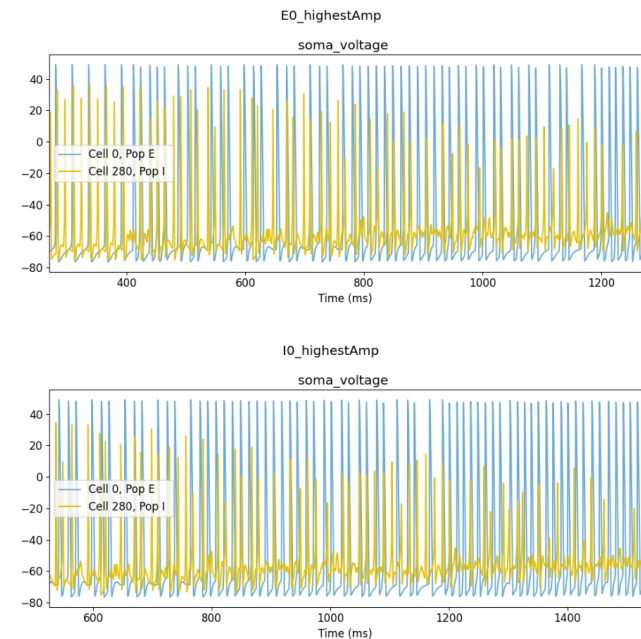 E0_highestAmp
soma_voltage
40
20
0
−20
−40
−60
−80
Cell 0, Pop E
Cell 280, Pop I
400
600
800
1000
1200
Time (ms)
I0_highestAmp
soma_voltage
40
20
0
−20
−40
−60
−80
Cell 0, Pop E
Cell 280, Pop I
600
800
1000
1200
1400
Time (ms)